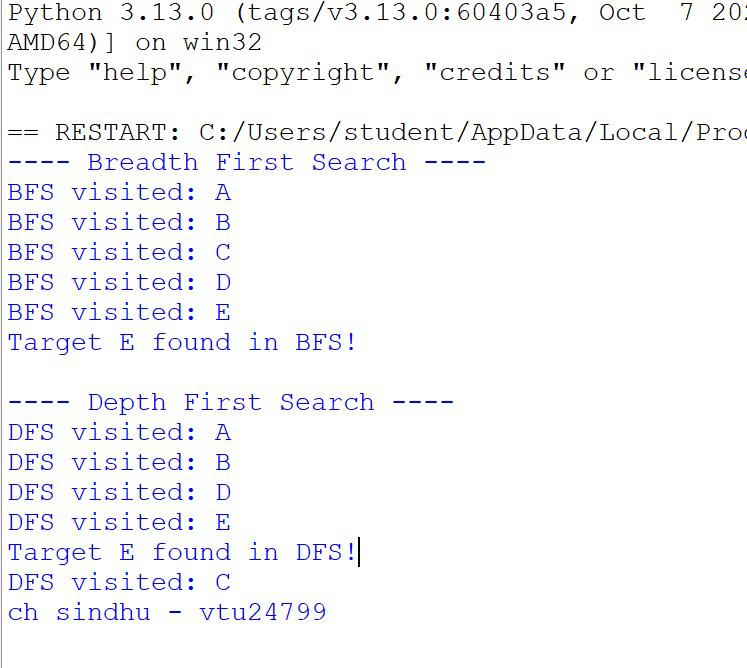 Python 3.13.0 (tags/v3.13.0:60403a5, Oct  7
AMD64)] on win32
Type "help", "copyright", "credits" or
== RESTART: C:/Users/student/AppData/Local/
---- Breadth First Search ----
BFS visited: A
BFS visited: B
BFS visited: C
BFS visited: D
BFS visited: E
Target E found in BFS!
---- Depth First Search ----
DFS visited: A
DFS visited: B
DFS visited: D
DFS visited: E
Target E found in DFS!
DFS visited: C
ch sindhu - vtu24799